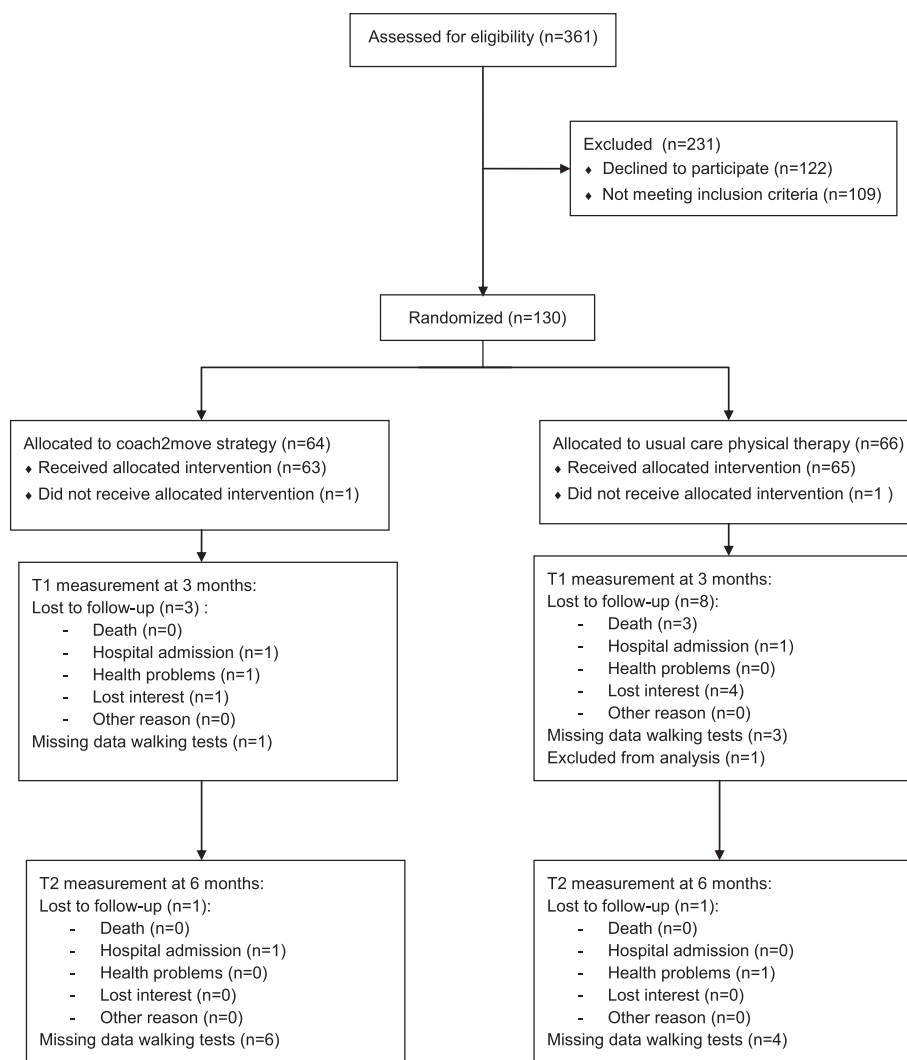 Assessed for eligibility (n=361)
Excluded (n=231)
♦ Declined to participate (n=122)
♦ Not meeting inclusion criteria (n=109)
Randomized (n=130)
Allocated to coach2move strategy (n=64)
♦ Received allocated intervention (n=63)
♦ Did not receive allocated intervention (n=1)
Allocated to usual care physical therapy (n=66)
♦ Received allocated intervention (n=65)
♦ Did not receive allocated intervention (n=1 )
T1 measurement at 3 months:
Lost to follow-up (n=3) :
- Death (n=0)
- Hospital admission (n=1)
- Health problems (n=1)
- Lost interest (n=1)
- Other reason (n=0)
Missing data walking tests (n=1)
T1 measurement at 3 months:
Lost to follow-up (n=8):
- Death (n=3)
- Hospital admission (n=1)
- Health problems (n=0)
- Lost interest (n=4)
- Other reason (n=0)
Missing data walking tests (n=3)
Excluded from analysis (n=1)
T2 measurement at 6 months:
Lost to follow-up (n=1):
- Death (n=0)
- Hospital admission (n=1)
- Health problems (n=0)
- Lost interest (n=0)
- Other reason (n=0)
Missing data walking tests (n=6)
T2 measurement at 6 months:
Lost to follow-up (n=1):
- Death (n=0)
- Hospital admission (n=0)
- Health problems (n=1)
- Lost interest (n=0)
- Other reason (n=0)
Missing data walking tests (n=4)